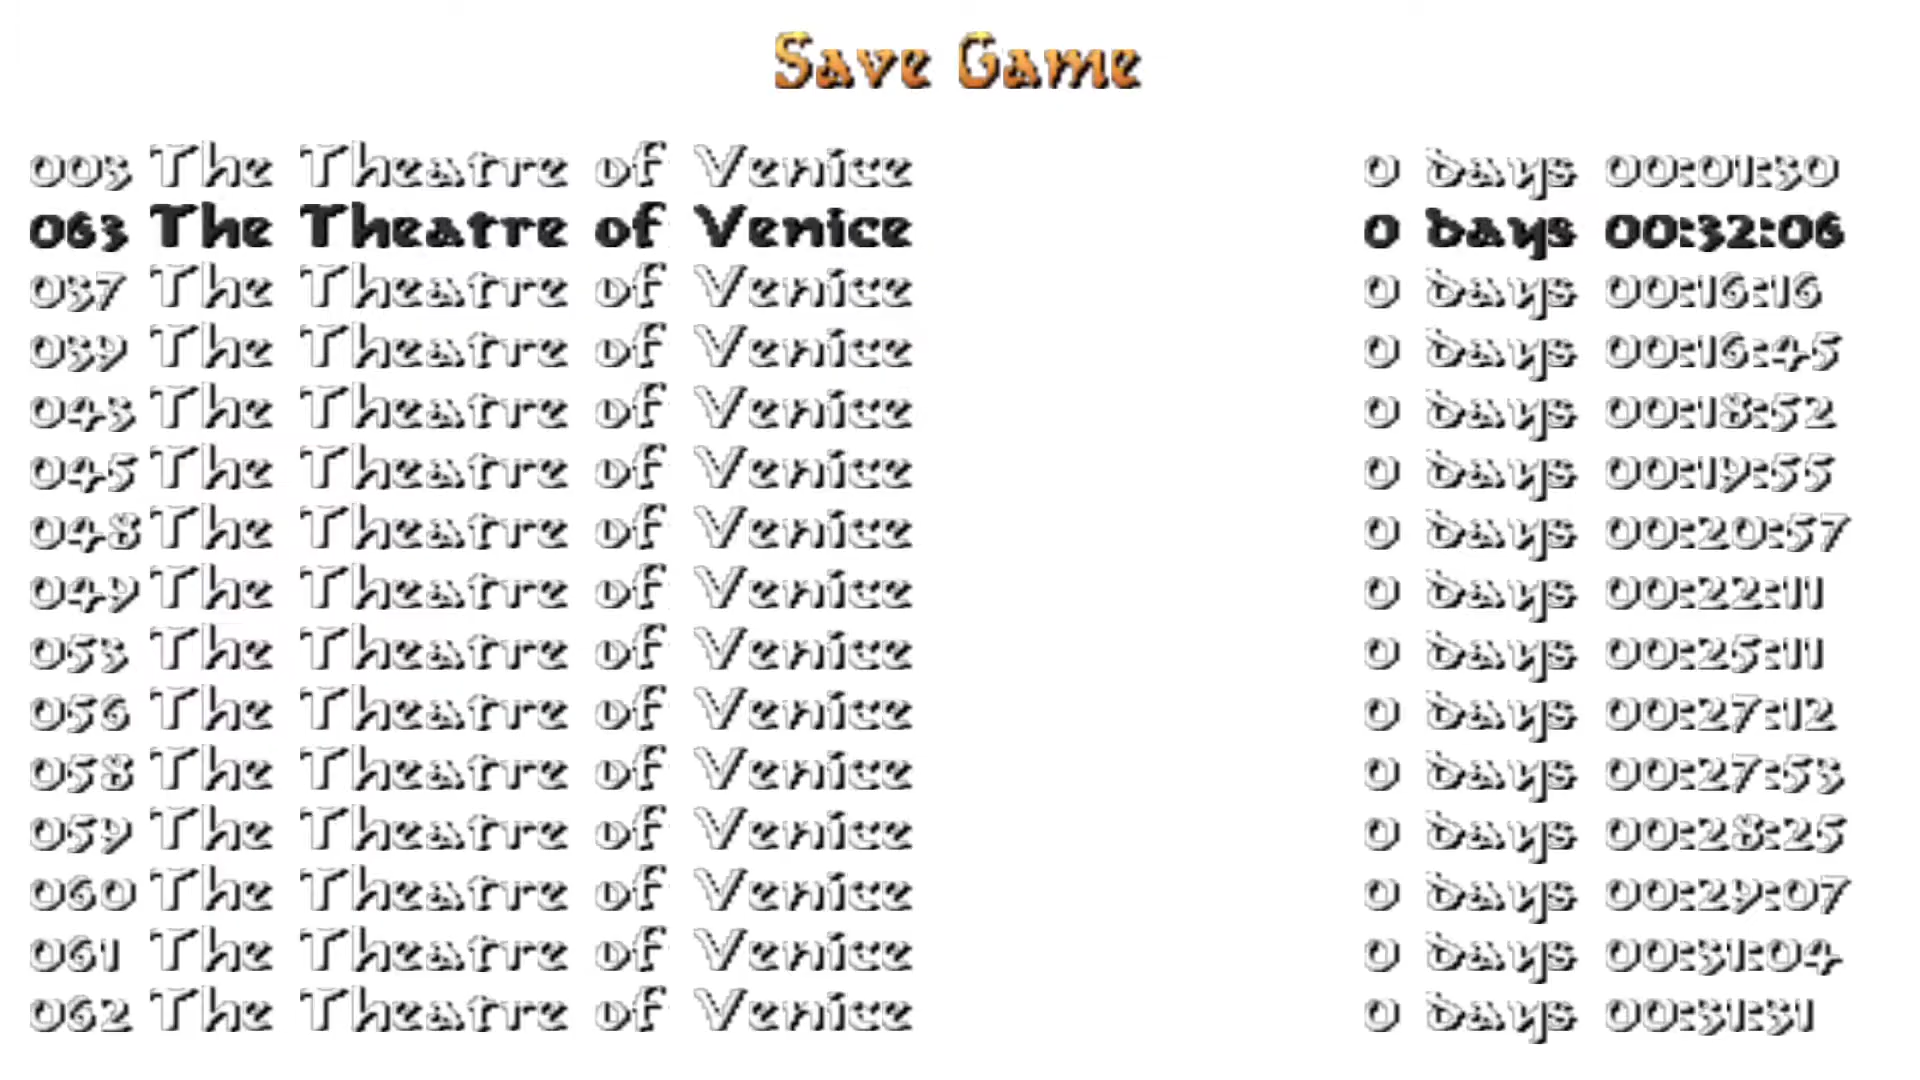 Save Game
003 The Theatre of Venice 0 days 00:01:30
063 The Theatre of Venice 0 days 00:32:06
037 The Theatre of Venice 0 days 00:16:16
039 The Theatre of Venice 0 days 00:16:45
043 The Theatre of Venice 0 days 00:18:52
045 The Theatre of Venice 0 days 00:19:55
048 The Theatre of Venice 0 days 00:20:57
049 The Theatre of Venice 0 days 00:22:11
053 The Theatre of Venice 0 days 00:25:11
056 The Theatre of Venice 0 days 00:27:12
058 The Theatre of Venice 0 days 00:27:53
059 The Theatre of Venice 0 days 00:28:25
060 The Theatre of Venice 0 days 00:29:07
061 The Theatre of Venice 0 days 00:31:04
062 The Theatre of Venice 0 days 00:31:31